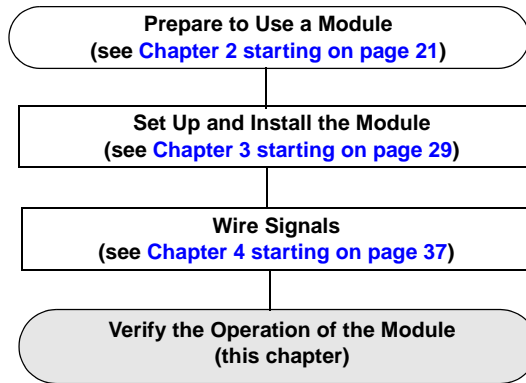 Prepare to Use a Module
(see Chapter 2 starting on page 21)
Set Up and Install the Module
(see Chapter 3 starting on page 29)
Wire Signals
(see Chapter 4 starting on page 37)
Verify the Operation of the Module
(this chapter)